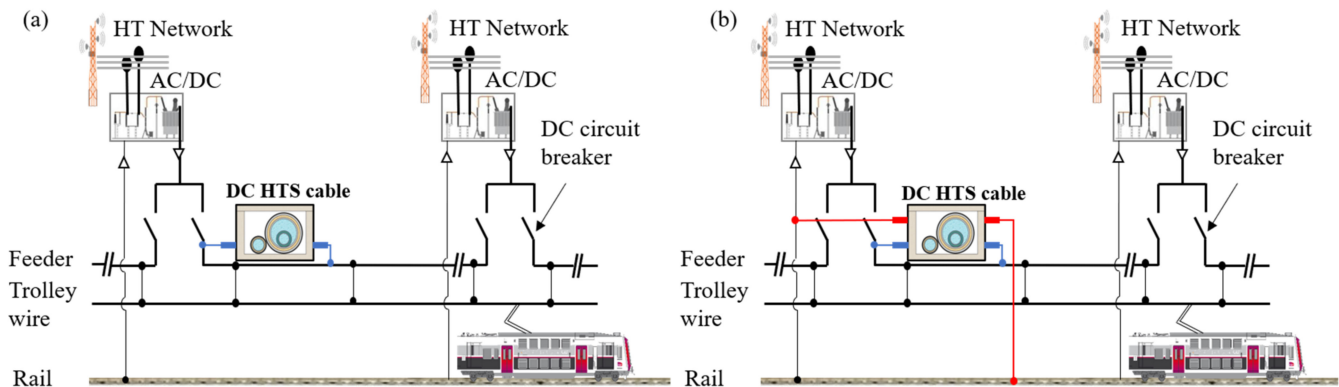 (a)
HT Network
HT Network
AC/DC
AC/DC
DC circuit
breaker
DC HTS cable
Feeder
Trolley
wire
Rail
(b)
HT Network
HT Network
AC/DC
AC/DC
DC circuit
breaker
DC HTS cable
Feeder
Trolley
wire
Rail